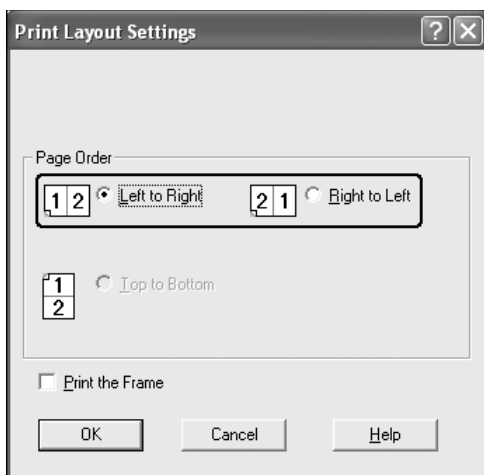 Print Layout Settings
Page Order
1 2 Left to Right 2 1 Right to Left
1
2
Top to Bottom
Print the Frame
OK Cancel Help